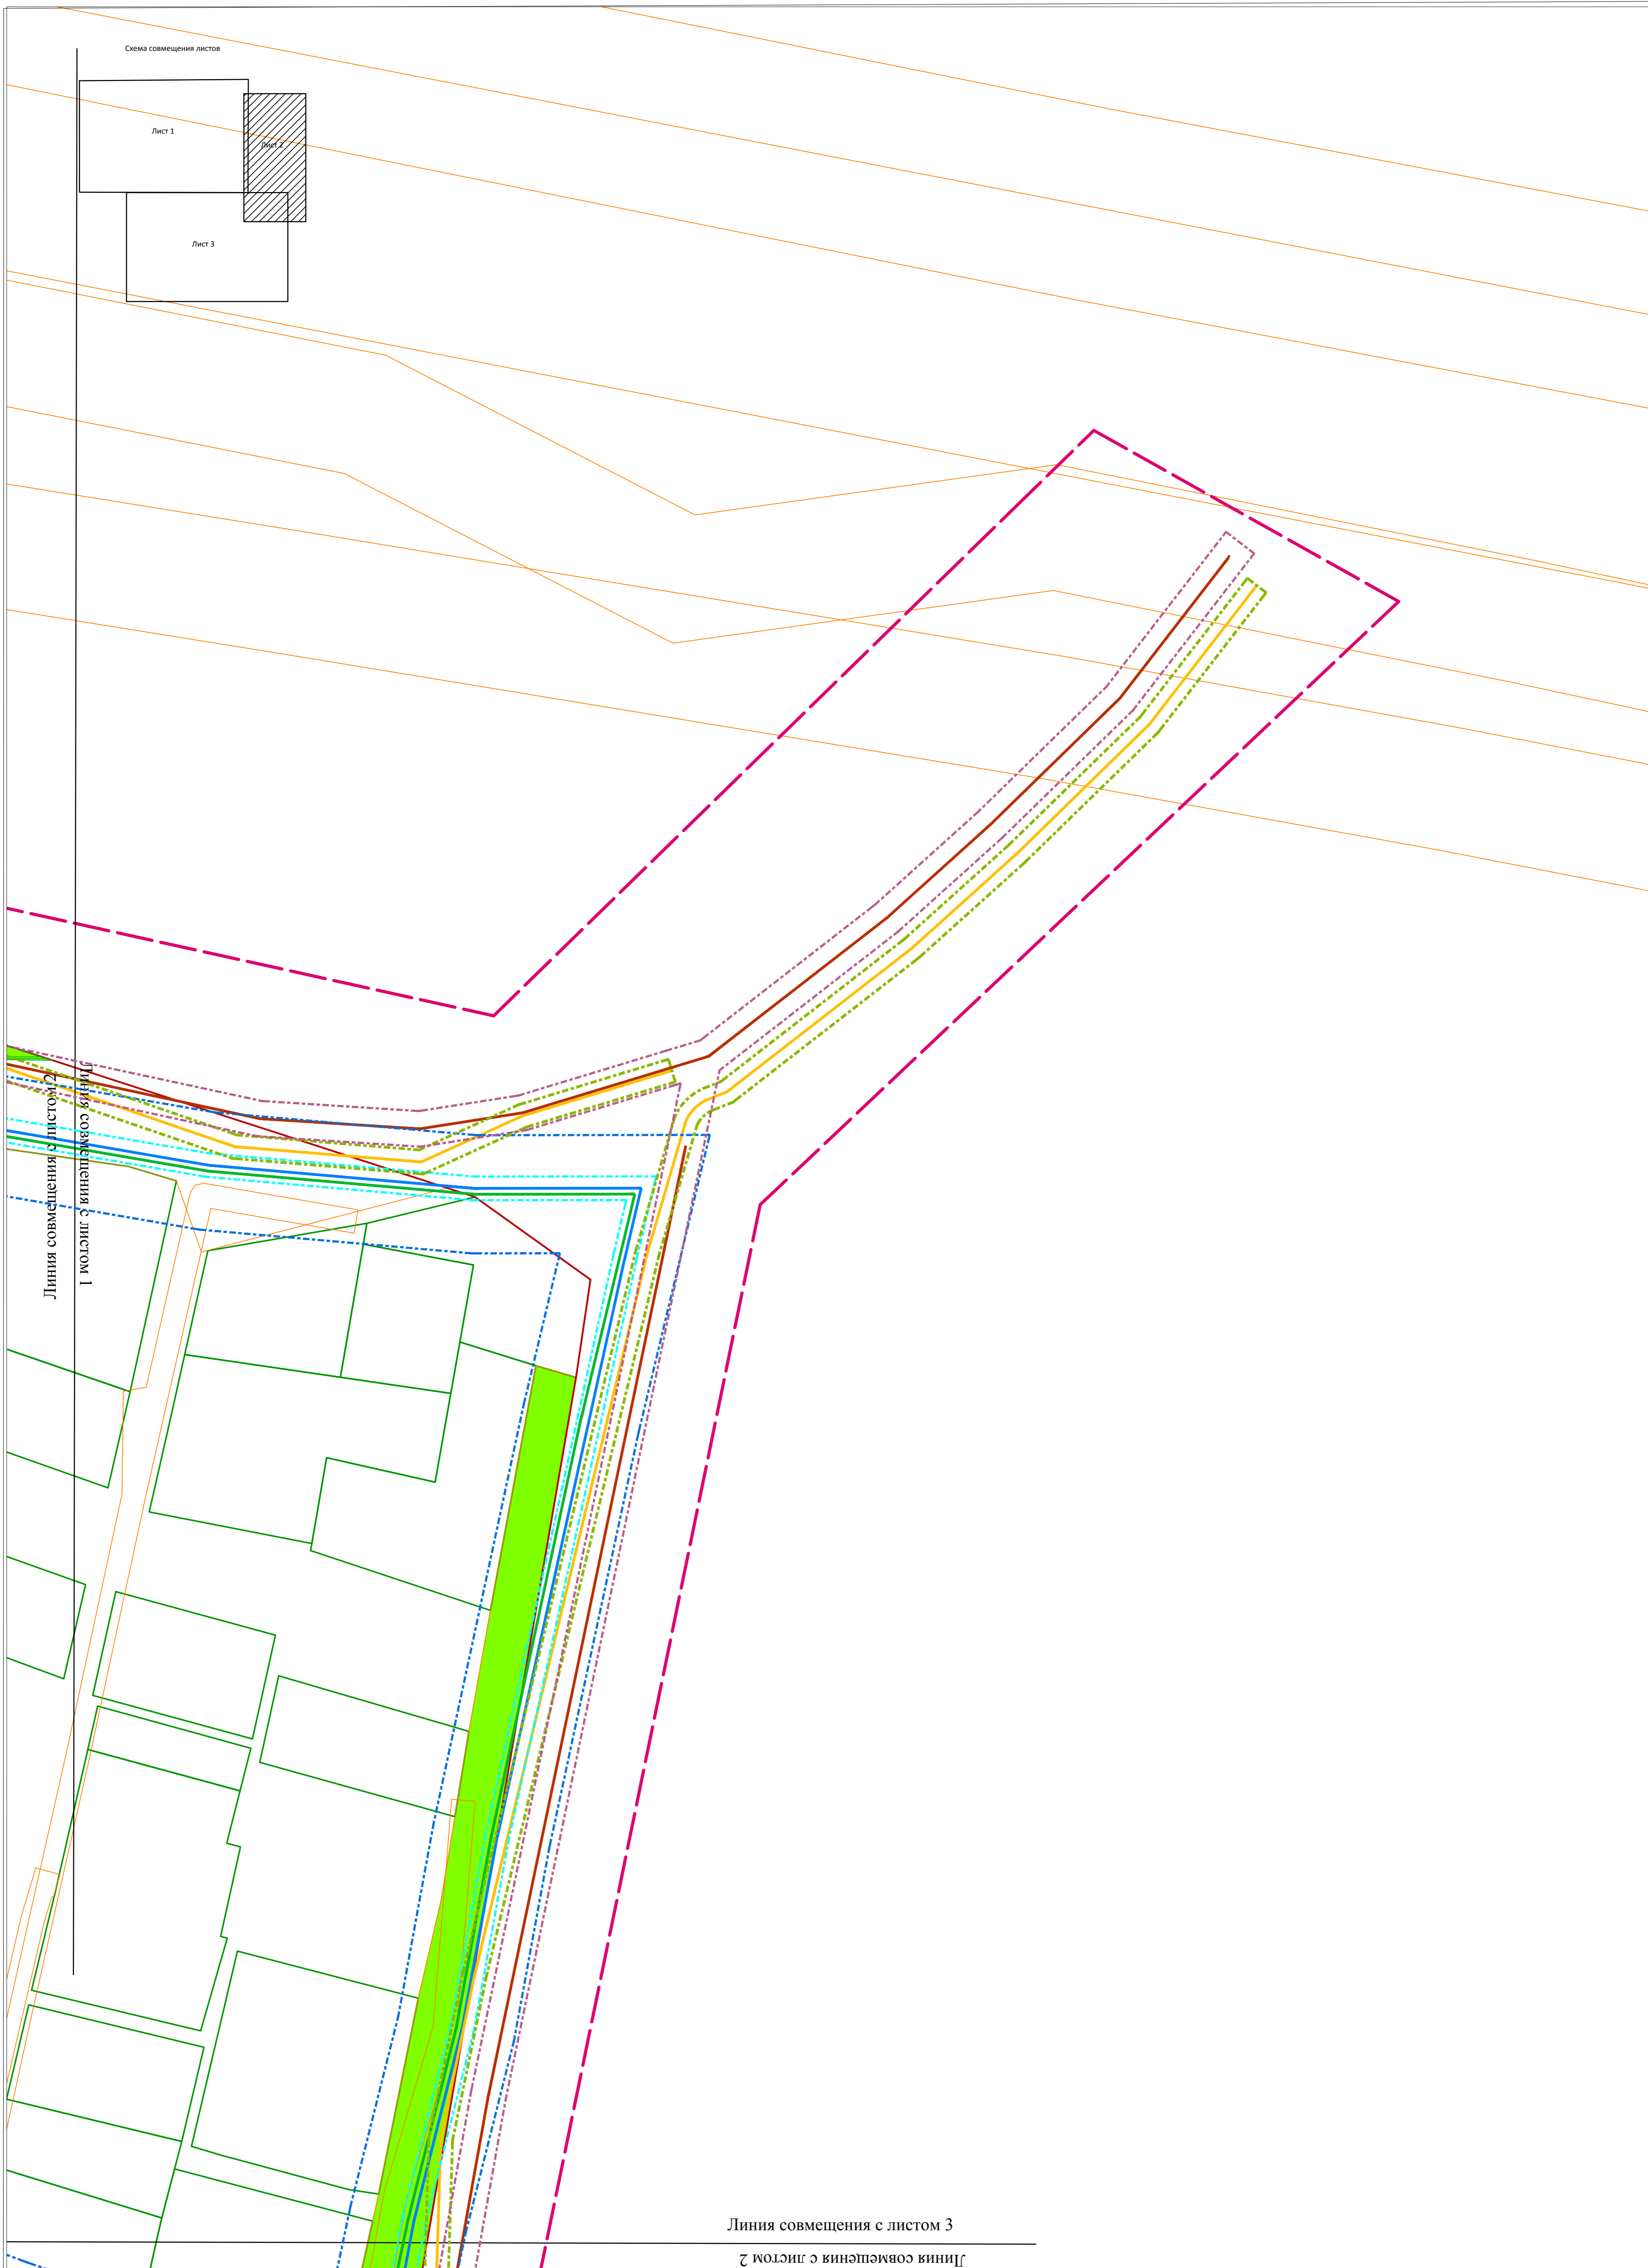 Схема совмещения листов
Лист 1
Лист 2
Лист 3
Линия совмещения с листом 2
Линия совмещения с листом 1
Линия совмещения с листом 3
Линия совмещения с листом 2